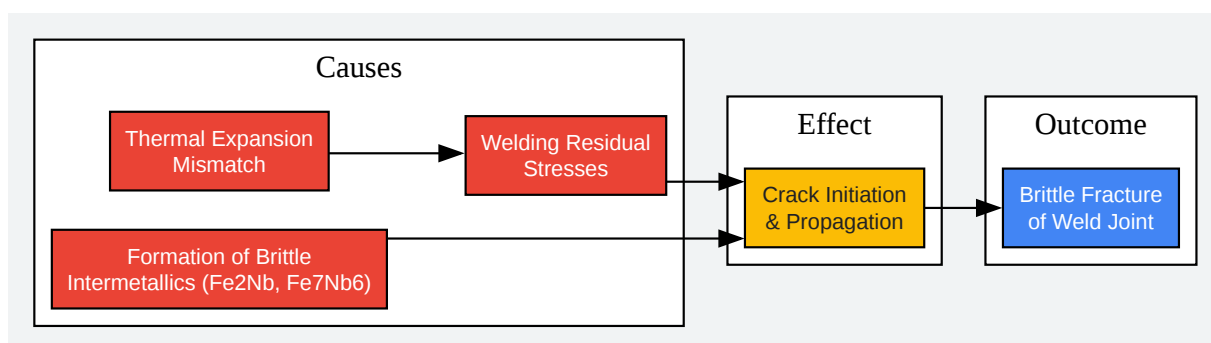 Causes
Thermal Expansion
Mismatch
Welding Residual
Stresses
Formation of Brittle
Intermetallics (Fe2Nb, Fe7Nb6)
Effect
Crack Initiation
& Propagation
Outcome
Brittle Fracture
of Weld Joint